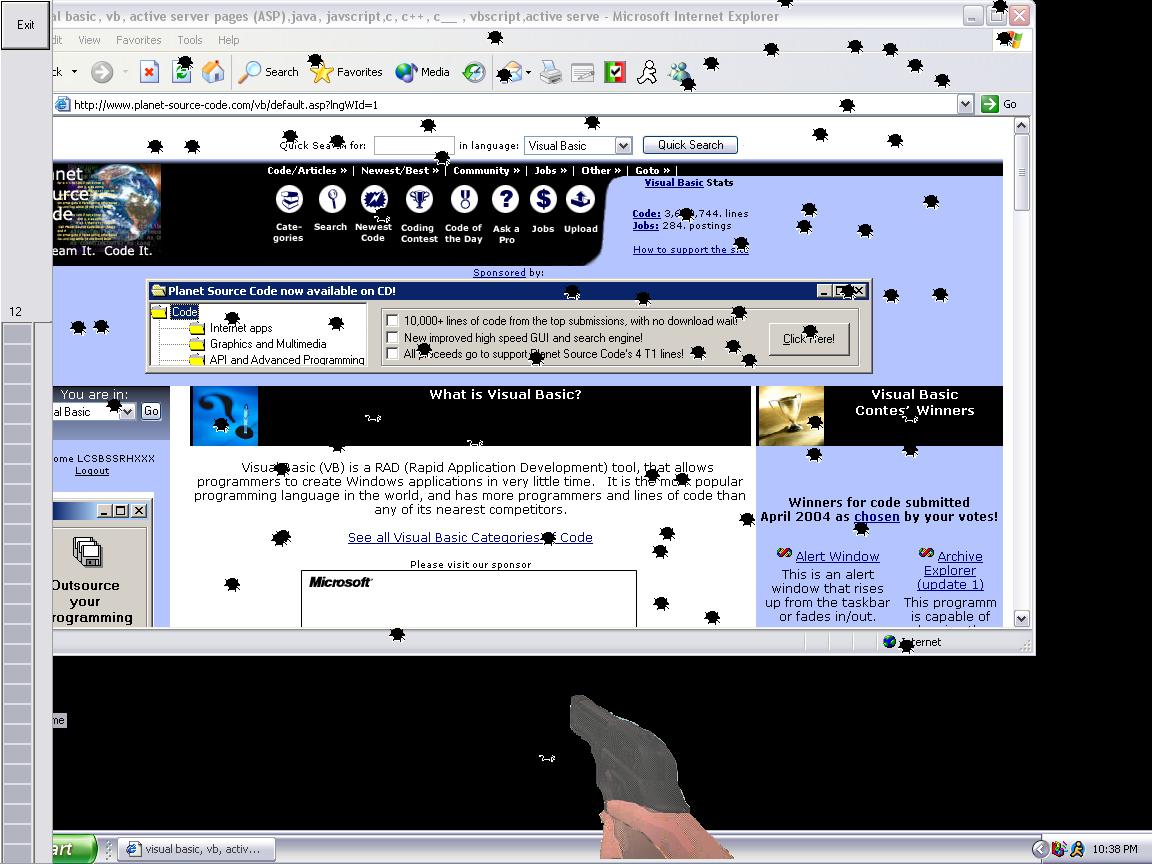 Exit
al basic, vb, active server pages (ASP),java, javscript,c, c++, c__ , vbscript,active serve - Microsoft Internet Explorer
dit View Favorites Tools Help
ck Search Favorites Media
http://www.planet-source-code.com/vb/default.asp?lngWId=1 Go
Quick Search for: in language: Visual Basic Quick Search
Code/Articles » | Newest/Best » | Community » | Jobs » | Other » | Goto » |
Visual Basic Stats
anet
ource
de
eam It. Code It.
Cate-
gories
Search
Newest
Code
Coding
Contest
Code of
the Day
Ask a
Pro
Jobs
Upload
Code: lines
Jobs: 284. postings
How to support the site
Sponsored by:
Planet Source Code now available on CD!
Code
Internet apps
Graphics and Multimedia
API and Advanced Programming
10,000+ lines of code from the top submissions, with no download wait!
New improved high speed GUI and search engine!
All proceeds go to support Planet Source Code's 4 T1 lines!
Click Here!
12
You are in:
al Basic Go
ome LCSBSSRHXXX
Logout
Outsource
your
rogramming
What is Visual Basic?
Visual Basic (VB) is a RAD (Rapid Application Development) tool, that allows
programmers to create Windows applications in very little time. It is the most popular
programming language in the world, and has more programmers and lines of code than
any of its nearest competitors.
See all Visual Basic Categories of Code
Please visit our sponsor
Microsoft
Visual Basic
Contest Winners
Winners for code submitted
April 2004 as chosen by your votes!
Alert Window
This is an alert
window that rises
up from the taskbar
or fades in/out.
Archive
Explorer
(update 1)
This programm
is capable of
Internet
me
art visual basic, vb, activ... 10:38 PM